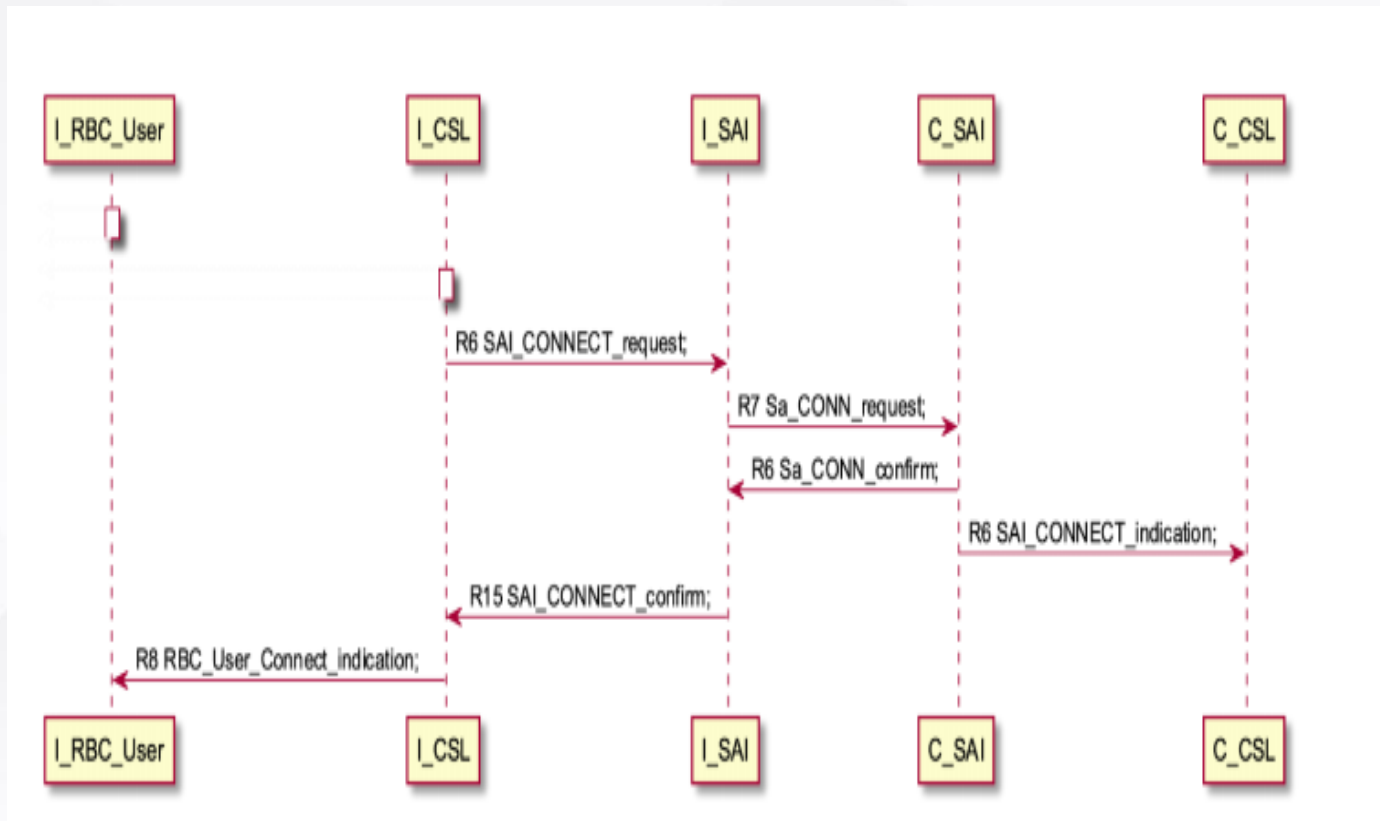 I_RBC_User
I_CSL
I_SAI
C_SAI
C_CSL
R6 SAI_CONNECT_request;
R7 Sa_CONN_request;
R6 Sa_CONN_confirm;
R6 SAI_CONNECT_indication;
R15 SAI_CONNECT_confirm;
R8 RBC_User_Connect_indication;
I_RBC_User
I_CSL
I_SAI
C_SAI
C_CSL